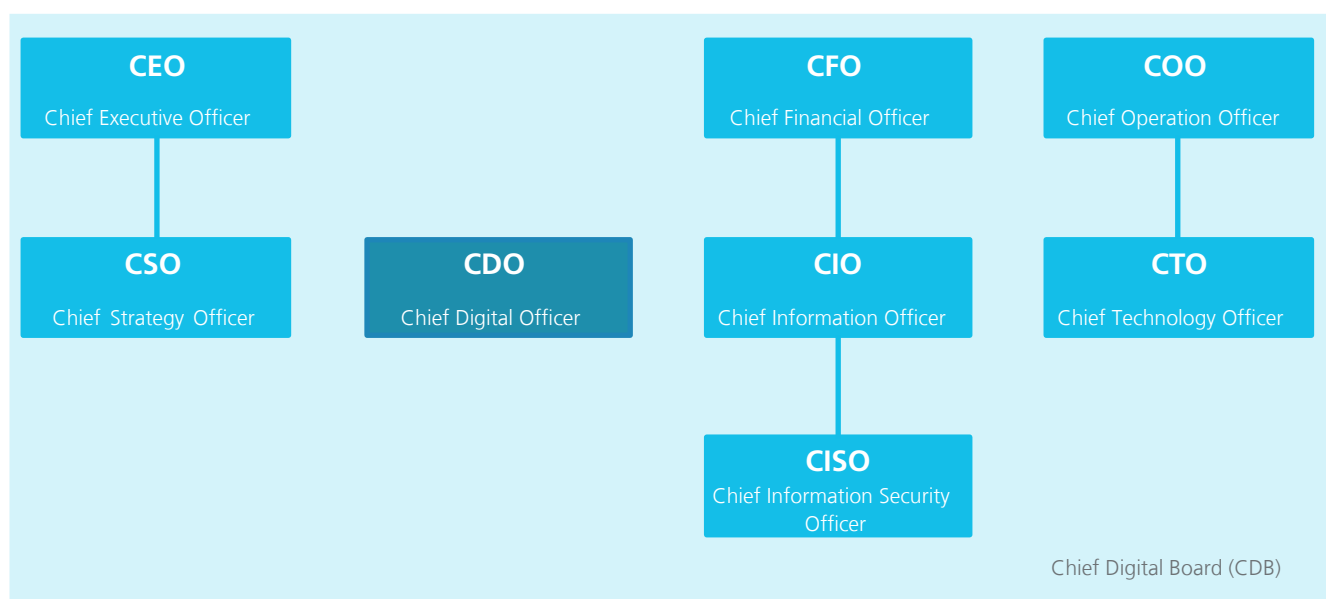 CEO
Chief Executive Officer
CFO
Chief Financial Officer
COO
Chief Operation Officer
CSO
Chief Strategy Officer
CDO
Chief Digital Officer
CIO
Chief Information Officer
CTO
Chief Technology Officer
CISO
Chief Information Security
Officer
Chief Digital Board (CDB)